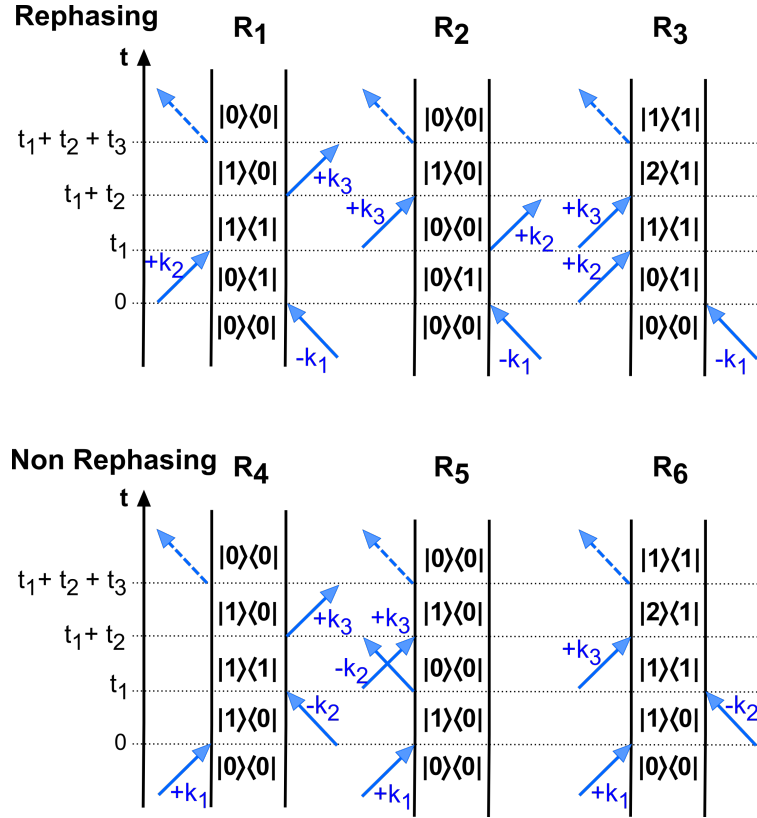 Rephasing
R1 R2 R3
t
|0⟩⟨0| |0⟩⟨0| |1⟩⟨1|
t1+ t2 + t3
|1⟩⟨0| |1⟩⟨0| |2⟩⟨1|
+k3
t1+ t2
+k3 +k3
|1⟩⟨1| |0⟩⟨0| |1⟩⟨1|
+k2
t1
+k2 +k2
|0⟩⟨1| |0⟩⟨1| |0⟩⟨1|
0
|0⟩⟨0| |0⟩⟨0| |0⟩⟨0|
-k1 -k1 -k1
Non Rephasing
R4 R5 R6
t
|0⟩⟨0| |0⟩⟨0| |1⟩⟨1|
t1+ t2 + t3
|1⟩⟨0| |1⟩⟨0| |2⟩⟨1|
+k3 +k3
t1+ t2
+k3
|1⟩⟨1| |0⟩⟨0| |1⟩⟨1|
-k2
t1
-k2 -k2
|1⟩⟨0| |1⟩⟨0| |1⟩⟨0|
0
|0⟩⟨0| |0⟩⟨0| |0⟩⟨0|
+k1 +k1 +k1